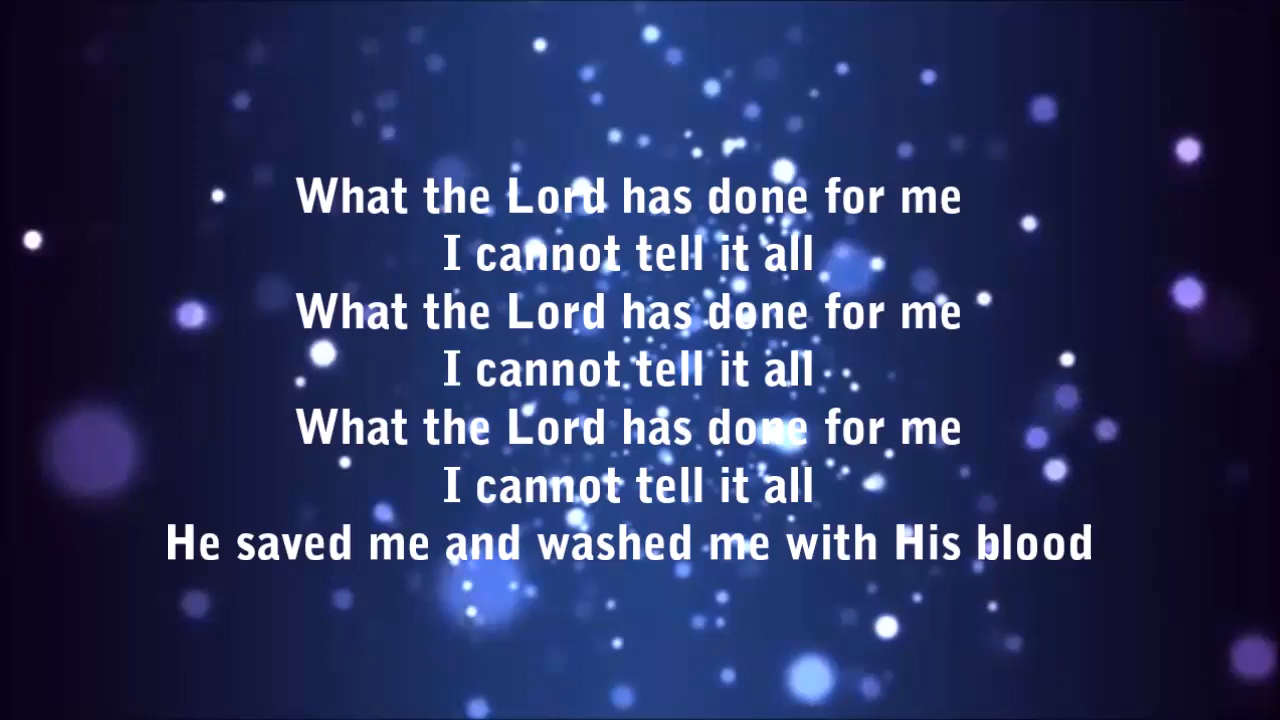 What the Lord has done for me
I cannot tell it all
What the Lord has done for me
I cannot tell it all
What the Lord has done for me
I cannot tell it all
He saved me and washed me with His blood